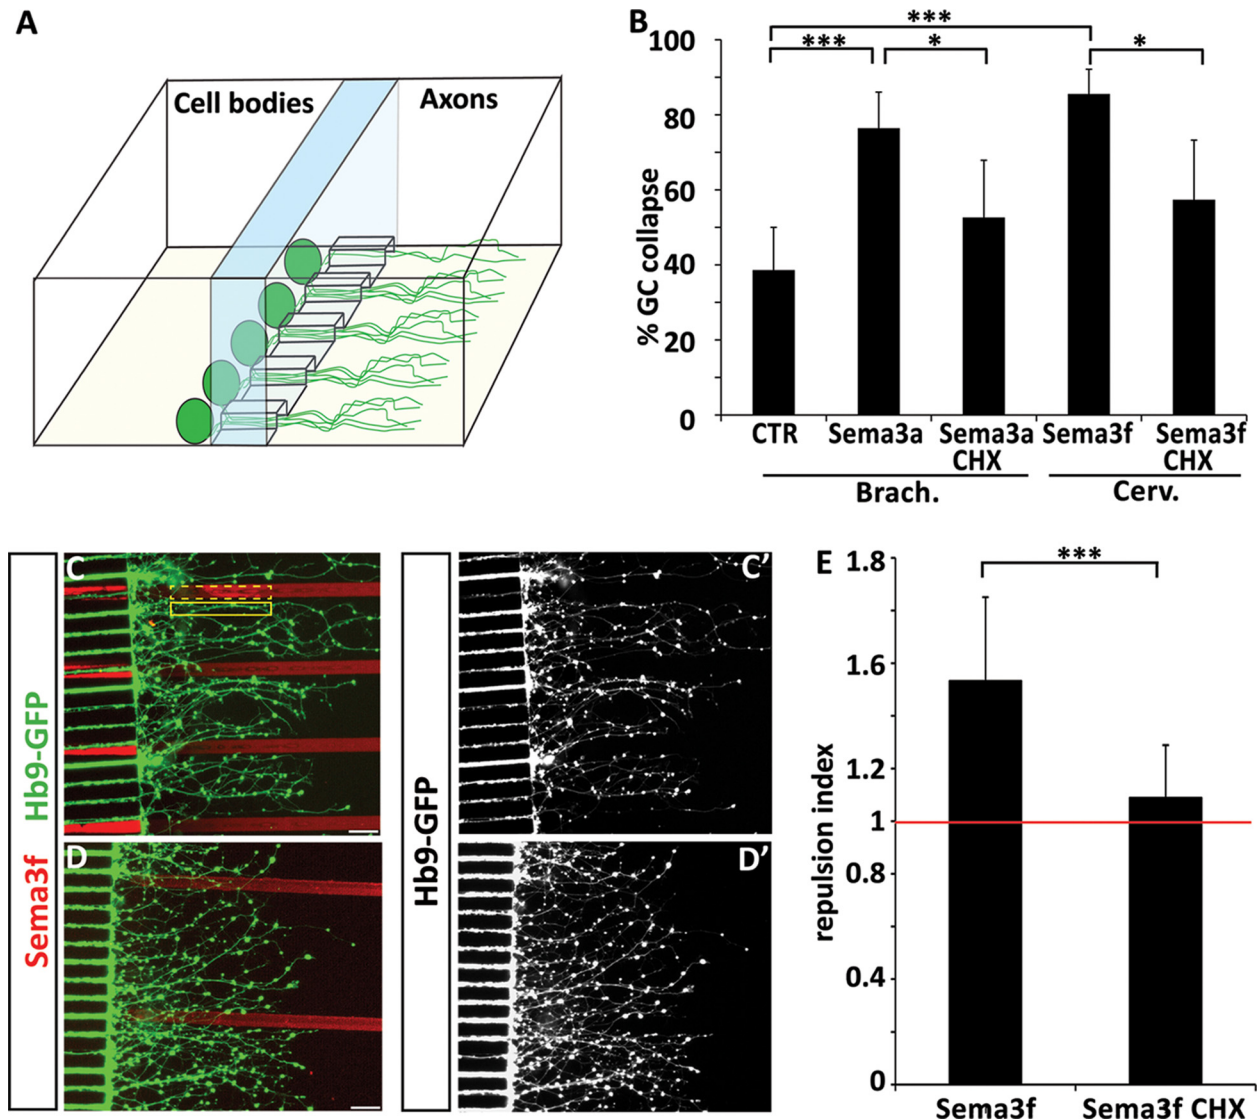 A
Cell bodies
Axons
B
% GC collapse
100
80
60
40
20
0
***
***
*
*
CTR
Sema3a
Sema3a
CHX
Sema3f
Sema3f
CHX
Brach.
Cerv.
Sema3f Hb9-GFP
C
D
Hb9-GFP
C'
D'
E
repulsion index
1.8
1.6
1.2
1
0.8
0.4
0
***
Sema3f
Sema3f CHX